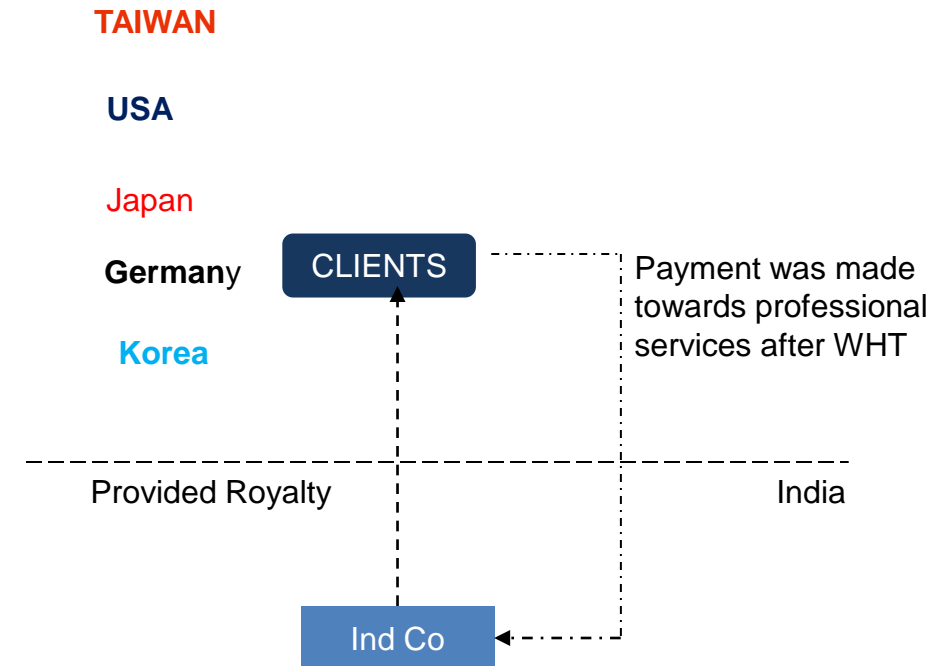 TAIWAN
USA
Japan
Germany
CLIENTS
Korea
Payment was made
towards professional
services after WHT
Provided Royalty
India
Ind Co